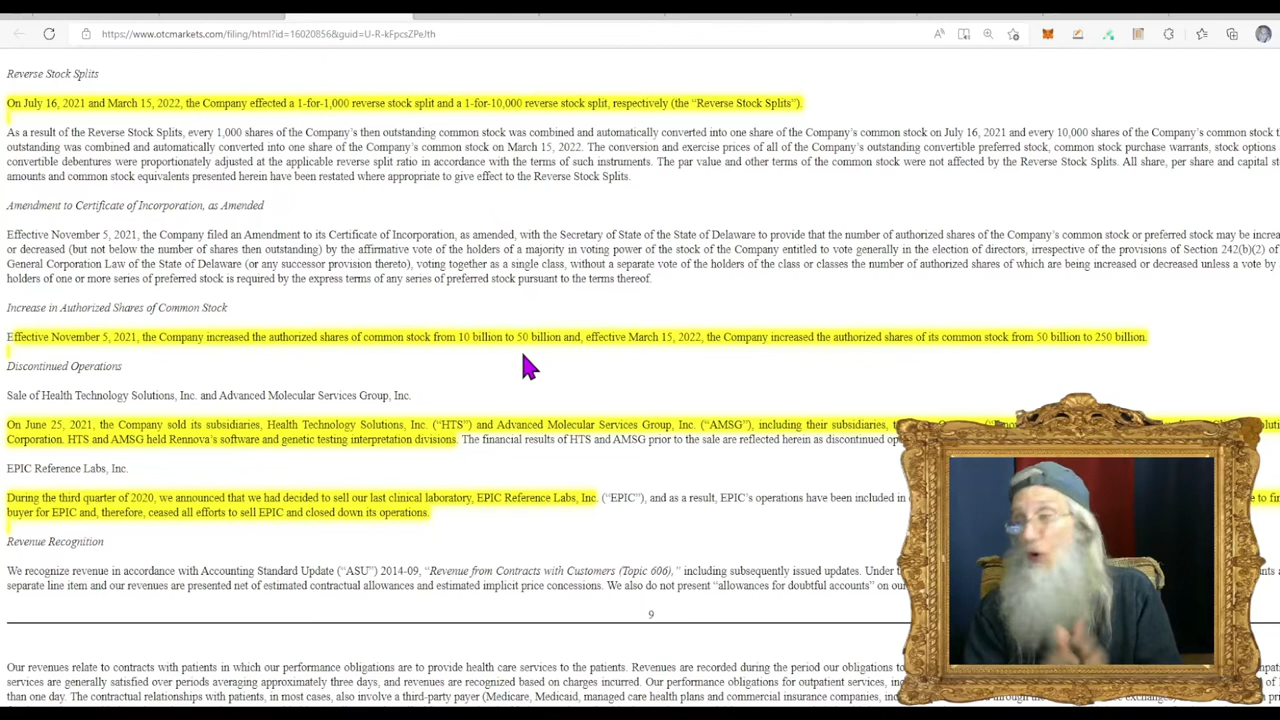 https://www.otcmarkets.com/filing/html?id=16020856&guid=U-R-kFpcsZPeJth
Reverse Stock Splits
On July 16, 2021 and March 15, 2022, the Company effected a 1-for-1,000 reverse stock split and a 1-for-10,000 reverse stock split, respectively (the “Reverse Stock Splits”).
As a result of the Reverse Stock Splits, every 1,000 shares of the Company’s then outstanding common stock was combined and automatically converted into one share of the Company’s common stock on July 16, 2021 and every 10,000 shares of the Company’s common stock
outstanding was combined and automatically converted into one share of the Company’s common stock on March 15, 2022. The conversion and exercise prices of all of the Company’s outstanding convertible preferred stock, common stock purchase warrants, stock options
convertible debentures were proportionately adjusted at the applicable reverse split ratio in accordance with the terms of such instruments. The par value and other terms of the common stock were not affected by the Reverse Stock Splits. All share, per share and capital
amounts and common stock equivalents presented herein have been restated where appropriate to give effect to the Reverse Stock Splits.
Amendment to Certificate of Incorporation, as Amended
Effective November 5, 2021, the Company filed an Amendment to its Certificate of Incorporation, as amended, with the Secretary of State of the State of Delaware to provide that the number of authorized shares of the Company’s common stock or preferred stock may be
or decreased (but not below the number of shares then outstanding) by the affirmative vote of the holders of a majority in voting power of the stock of the Company entitled to vote generally in the election of directors, irrespective of the provisions of Section 242(b)(2) of
General Corporation Law of the State of Delaware (or any successor provision thereto), voting together as a single class, without a separate vote of the holders of the class or classes the number of authorized shares of which are being increased or decreased unless a vote by
holders of one or more series of preferred stock is required by the express terms of any series of preferred stock pursuant to the terms thereof.
Increase in Authorized Shares of Common Stock
Effective November 5, 2021, the Company increased the authorized shares of common stock from 10 billion to 50 billion and, effective March 15, 2022, the Company increased the authorized shares of its common stock from 50 billion to 250 billion.
Discontinued Operations
Sale of Health Technology Solutions, Inc. and Advanced Molecular Services Group, Inc.
On June 25, 2021, the Company sold its subsidiaries, Health Technology Solutions, Inc. (“HTS”) and Advanced Molecular Services Group, Inc. (“AMSG”), including their subsidiaries,
Corporation. HTS and AMSG held Rennova’s software and genetic testing interpretation divisions. The financial results of HTS and AMSG prior to the sale are reflected herein as discontinued
EPIC Reference Labs, Inc.
During the third quarter of 2020, we announced that we had decided to sell our last clinical laboratory, EPIC Reference Labs, Inc. (“EPIC”), and as a result, EPIC’s operations have been included in
buyer for EPIC and, therefore, ceased all efforts to sell EPIC and closed down its operations.
Revenue Recognition
We recognize revenue in accordance with Accounting Standard Update (“ASU”) 2014-09, “Revenue from Contracts with Customers (Topic 606),” including subsequently issued updates. Under
separate line item and our revenues are presented net of estimated contractual allowances and estimated implicit price concessions. We also do not present “allowances for doubtful accounts” on
9
Our revenues relate to contracts with patients in which our performance obligations are to provide health care services to the patients. Revenues are recorded during the period our obligations
services are generally satisfied over periods averaging approximately three days, and revenues are recognized based on charges incurred. Our performance obligations for outpatient services,
than one day. The contractual relationships with patients, in most cases, also involve a third-party payer (Medicare, Medicaid, managed care health plans and commercial insurance companies,